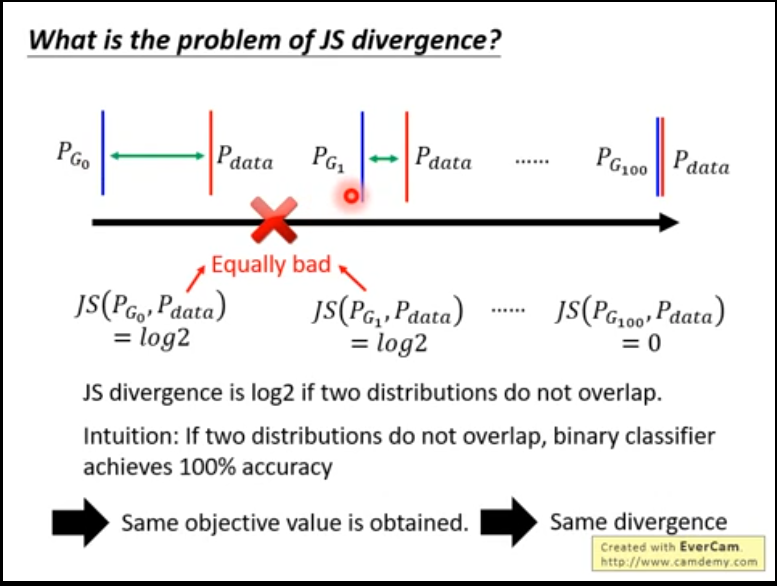 What is the problem of JS divergence?
P_{G_0} P_{data} P_{G_1} P_{data} ...... P_{G_{100}} P_{data}
Equally bad
JS(P_{G_0}, P_{data}) JS(P_{G_1}, P_{data}) ...... JS(P_{G_{100}}, P_{data})
= log2 = log2 = 0
JS divergence is log2 if two distributions do not overlap.
Intuition: If two distributions do not overlap, binary classifier
achieves 100% accuracy
Same objective value is obtained. Same divergence
Created with EverCam.
http://www.camdemy.com